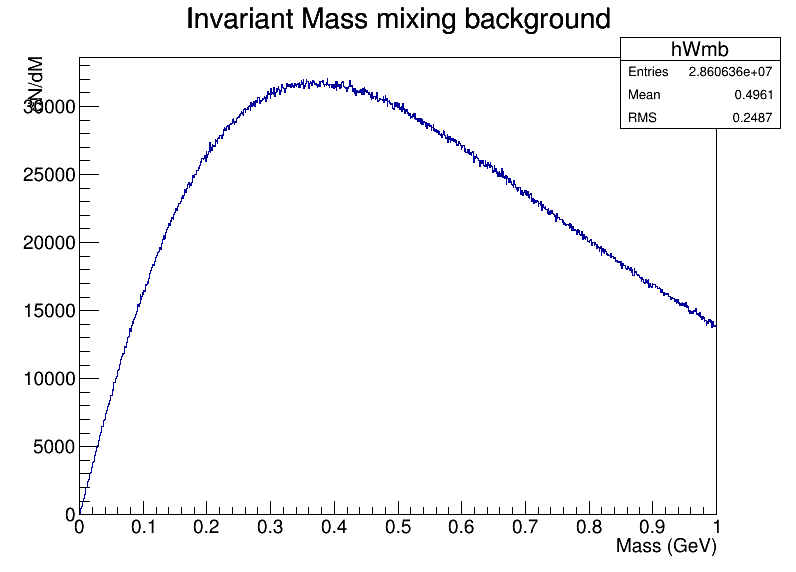 Invariant Mass mixing background
hWmb
Entries 2.860636e+07
Mean 0.4961
RMS 0.2487
dN/dM
30000
25000
20000
15000
10000
5000
0
0 0.1 0.2 0.3 0.4 0.5 0.6 0.7 0.8 0.9 1
Mass (GeV)